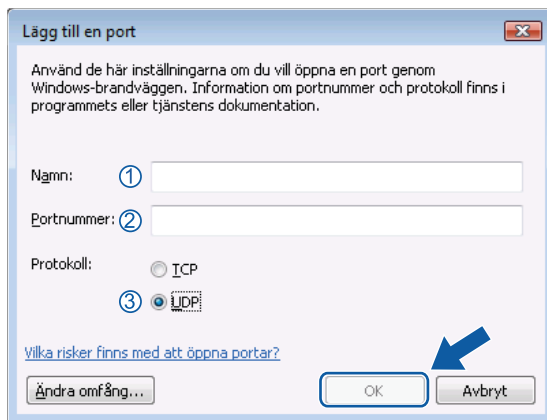 Lägg till en port
Använd de här inställningarna om du vill öppna en port genom
Windows-brandväggen. Information om portnummer och protokoll finns i
programmets eller tjänstens dokumentation.
Namn: 1
Portnummer: 2
Protokoll: TCP
3 UDP
Vilka risker finns med att öppna portar?
Ändra omfång... OK Avbryt